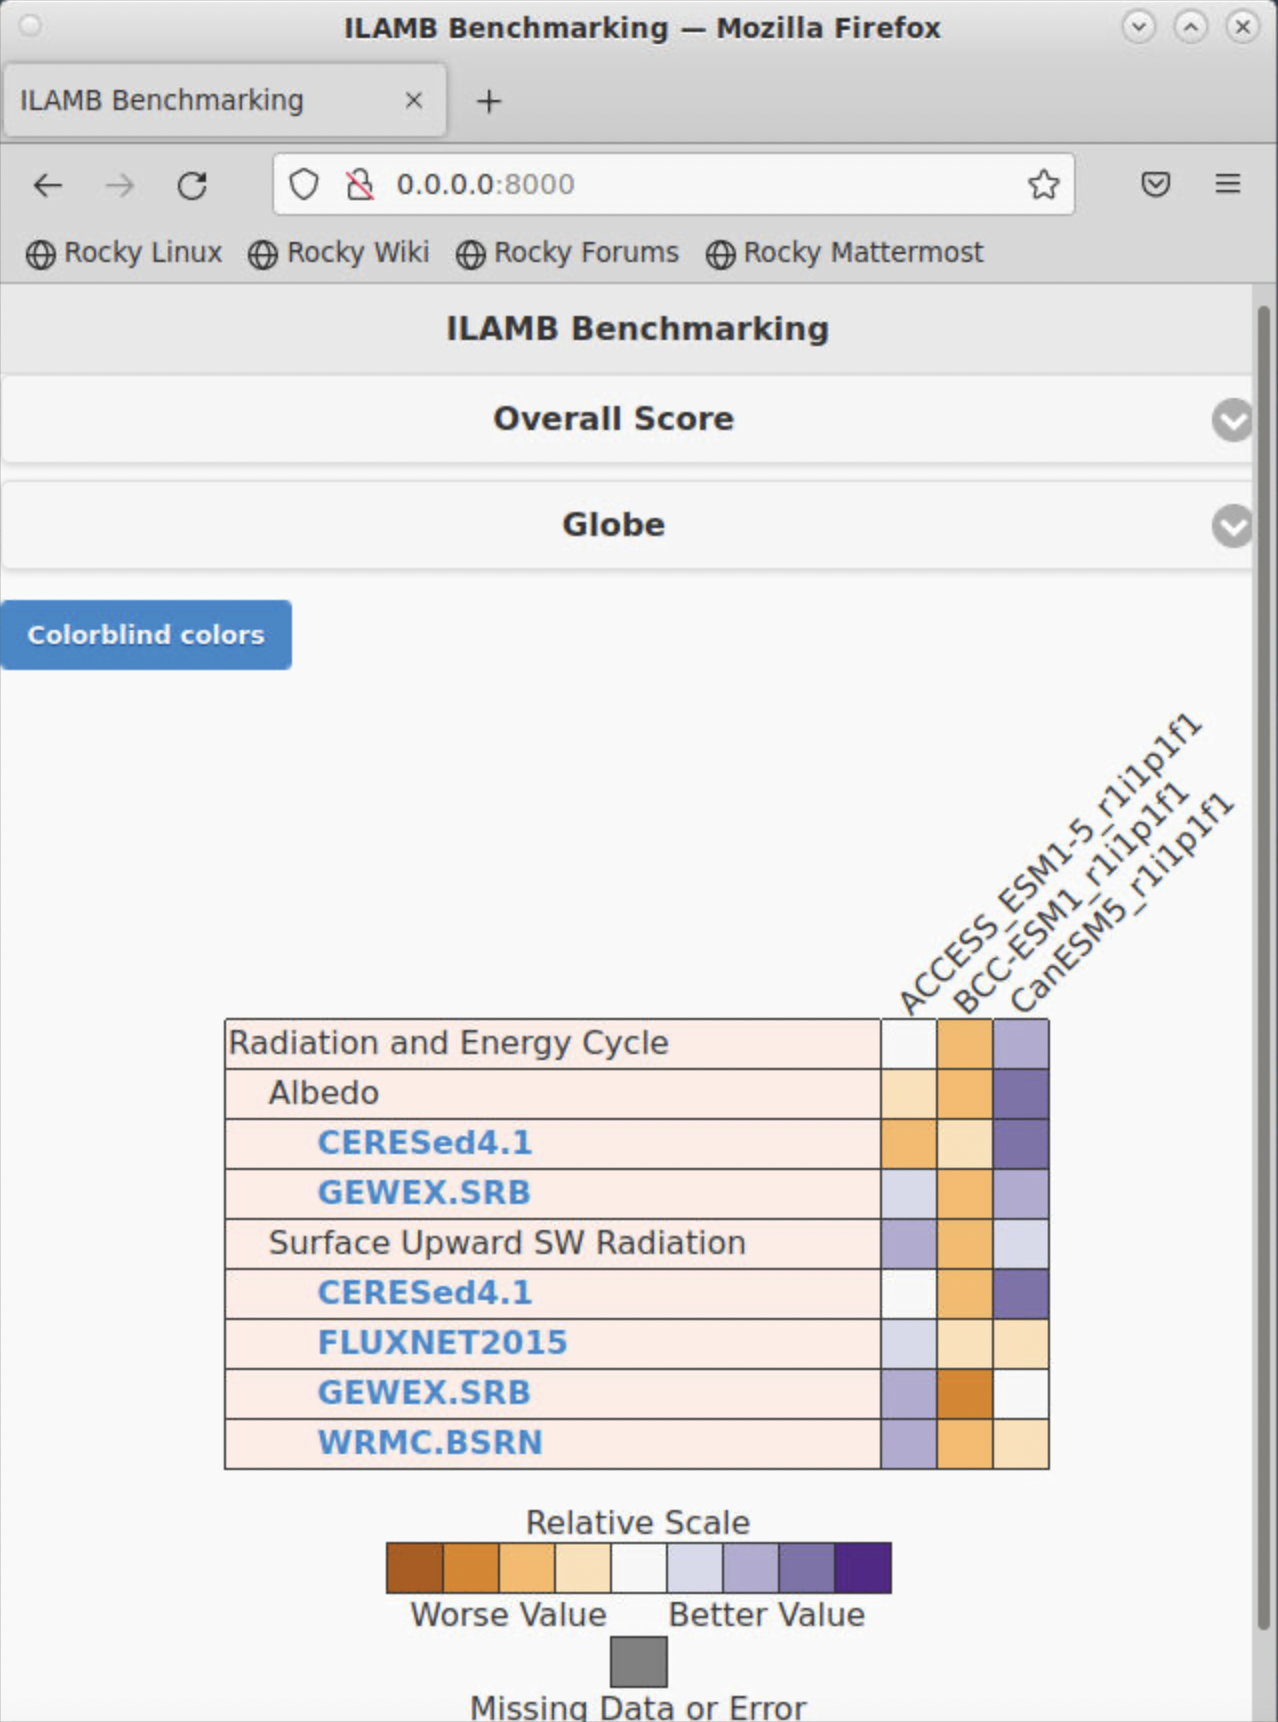 ILAMB Benchmarking — Mozilla Firefox
ILAMB Benchmarking
0.0.0.0:8000
Rocky Linux Rocky Wiki Rocky Forums Rocky Mattermost
ILAMB Benchmarking
Overall Score
Globe
Colorblind colors
ACCESS_ESM1-5_r1i1p1f1
BCC-ESM1_r1i1p1f1
CanESM5_r1i1p1f1
Radiation and Energy Cycle
Albedo
CERESed4.1
GEWEX.SRB
Surface Upward SW Radiation
CERESed4.1
FLUXNET2015
GEWEX.SRB
WRMC.BSRN
Relative Scale
Worse Value Better Value
Missing Data or Error